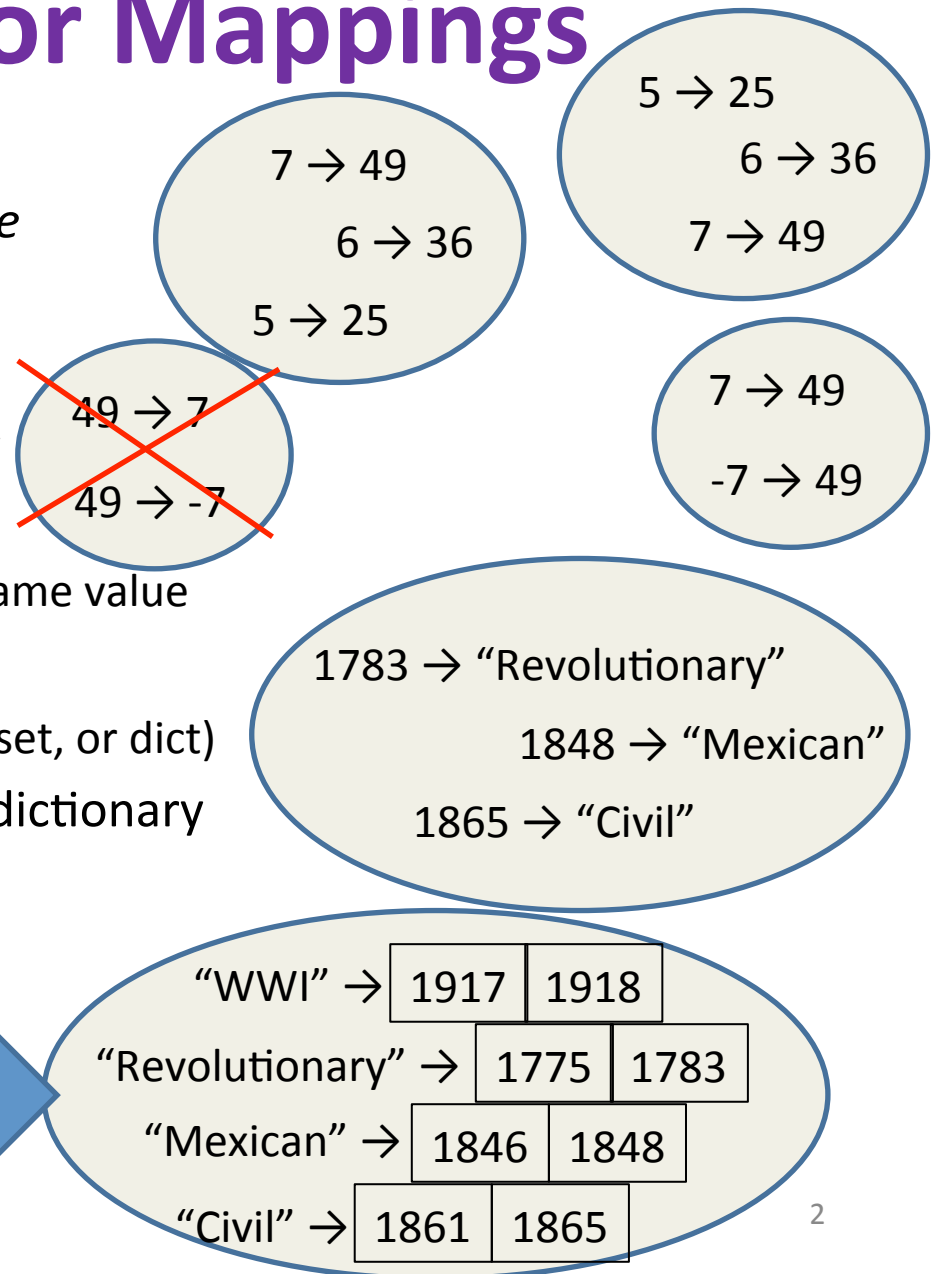 or Mappings
5 → 25
6 → 36
7 → 49
7 → 49
6 → 36
5 → 25
e
49 → 7
49 → -7
7 → 49
-7 → 49
ame value
1783 → “Revolutionary”
1848 → “Mexican”
1865 → “Civil”
set, or dict)
dictionary
“WWI” → 1917 1918
“Revolutionary” → 1775 1783
“Mexican” → 1846 1848
“Civil” → 1861 1865
2